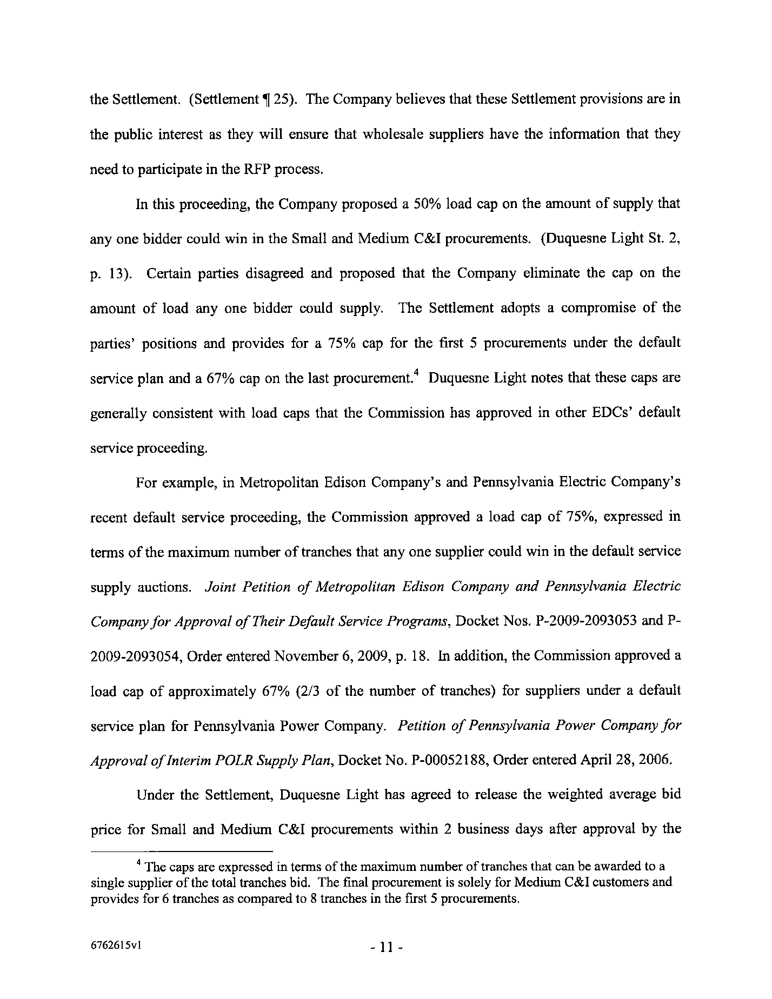 the Settlement. (Settlement ¶ 25). The Company believes that these Settlement provisions are in
the public interest as they will ensure that wholesale suppliers have the information that they
need to participate in the RFP process.
In this proceeding, the Company proposed a 50% load cap on the amount of supply that
any one bidder could win in the Small and Medium C&I procurements. (Duquesne Light St. 2,
p. 13). Certain parties disagreed and proposed that the Company eliminate the cap on the
amount of load any one bidder could supply. The Settlement adopts a compromise of the
parties’ positions and provides for a 75% cap for the first 5 procurements under the default
service plan and a 67% cap on the last procurement.4 Duquesne Light notes that these caps are
generally consistent with load caps that the Commission has approved in other EDCs’ default
service proceeding.
For example, in Metropolitan Edison Company’s and Pennsylvania Electric Company’s
recent default service proceeding, the Commission approved a load cap of 75%, expressed in
terms of the maximum number of tranches that any one supplier could win in the default service
supply auctions. Joint Petition of Metropolitan Edison Company and Pennsylvania Electric
Company for Approval of Their Default Service Programs, Docket Nos. P-2009-2093053 and P-
2009-2093054, Order entered November 6, 2009, p. 18. In addition, the Commission approved a
load cap of approximately 67% (2/3 of the number of tranches) for suppliers under a default
service plan for Pennsylvania Power Company. Petition of Pennsylvania Power Company for
Approval of Interim POLR Supply Plan, Docket No. P-00052188, Order entered April 28, 2006.
Under the Settlement, Duquesne Light has agreed to release the weighted average bid
price for Small and Medium C&I procurements within 2 business days after approval by the
4 The caps are expressed in terms of the maximum number of tranches that can be awarded to a
single supplier of the total tranches bid. The final procurement is solely for Medium C&I customers and
provides for 6 tranches as compared to 8 tranches in the first 5 procurements.
6762615v1
- 11 -